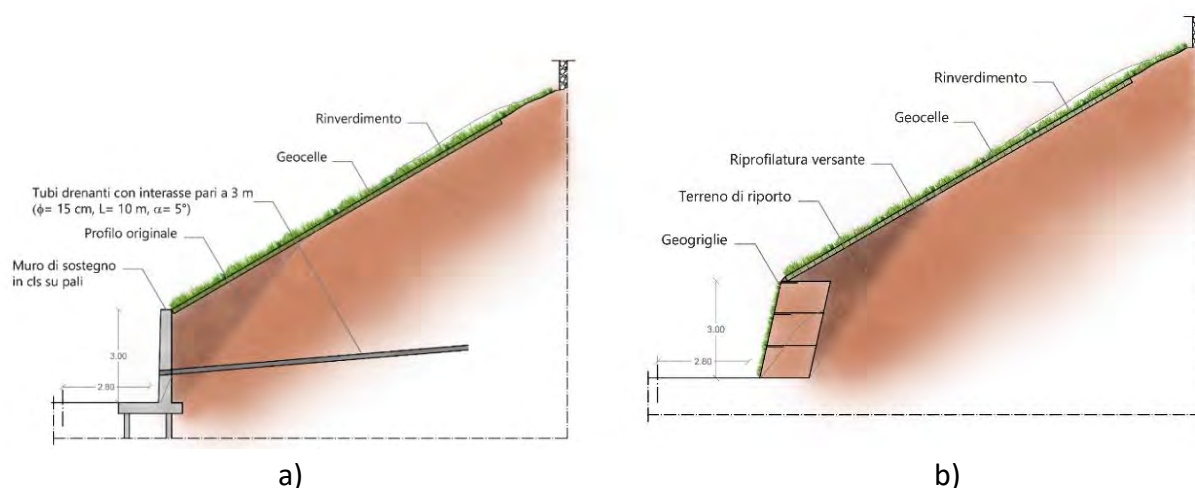 Rinverdimento
Geocelle
Tubi drenanti con interasse pari a 3 m
(ϕ= 15 cm, L= 10 m, α= 5°)
Profilo originale
Muro di sostegno
in cls su pali
3.00
2.80
a)
Rinverdimento
Geocelle
Riprofilatura versante
Terreno di riporto
Geogriglie
3.00
2.80
b)